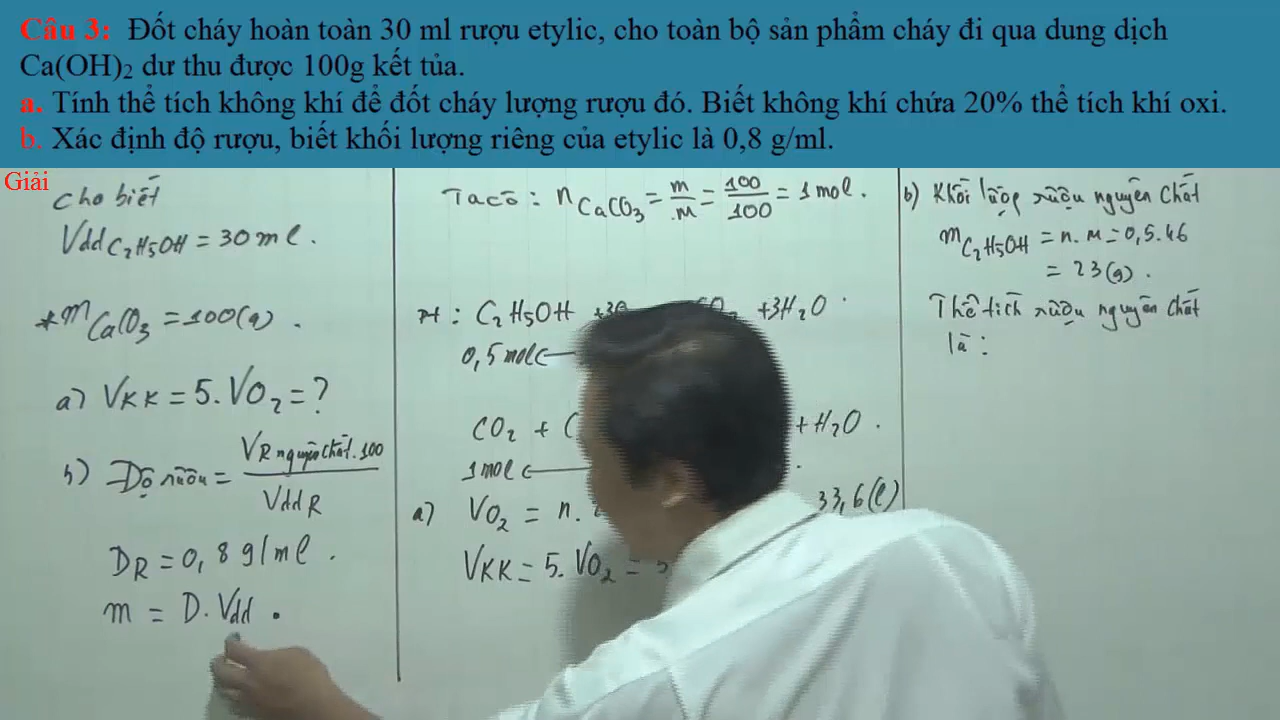 Câu 3: Đốt cháy hoàn toàn 30 ml rượu etylic, cho toàn bộ sản phẩm cháy đi qua dung dịch
Ca(OH)₂ dư thu được 100g kết tủa.
a. Tính thể tích không khí để đốt cháy lượng rượu đó. Biết không khí chứa 20% thể tích khí oxi.
b. Xác định độ rượu, biết khối lượng riêng của etylic là 0,8 g/ml.
Giải
Cho biết
Vdd C₂H₅OH = 30 ml.
* m CaCO₃ = 100(g).
a) VKK = 5. VO₂ = ?
b) Độ rượu = VR nguyên chất. 100 / Vdd R
DR = 0,8 g/ml.
m = D. Vdd .
Ta có: n CaCO₃ = m/M = 100/100 = 1 mol.
Pt: C₂H₅OH +3 +3H₂O
0,5 mol
CO₂ + + H₂O.
1 mol
a) VO₂ = n. 33,6(l)
VKK = 5. VO₂ =
b) Khối lượng rượu nguyên chất
m C₂H₅OH = n. M = 0,5. 46
= 23(g).
Thể tích rượu nguyên chất
là: